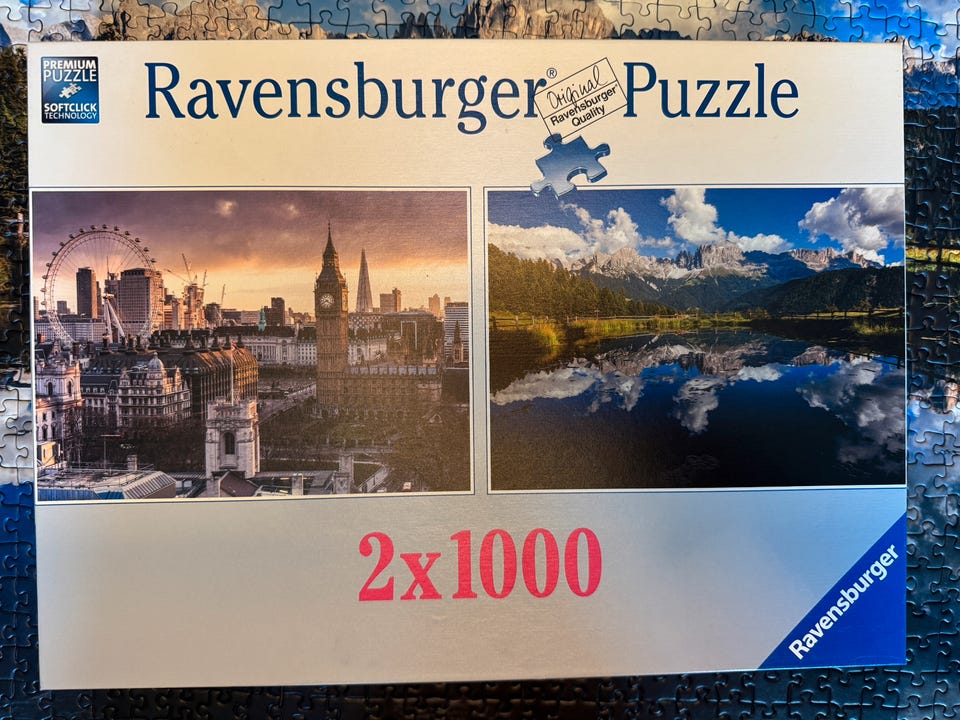 PREMIUM
PUZZLE
SOFTCLICK
TECHNOLOGY
Ravensburger® Puzzle
Original
Ravensburger®
Quality
2x1000
Ravensburger